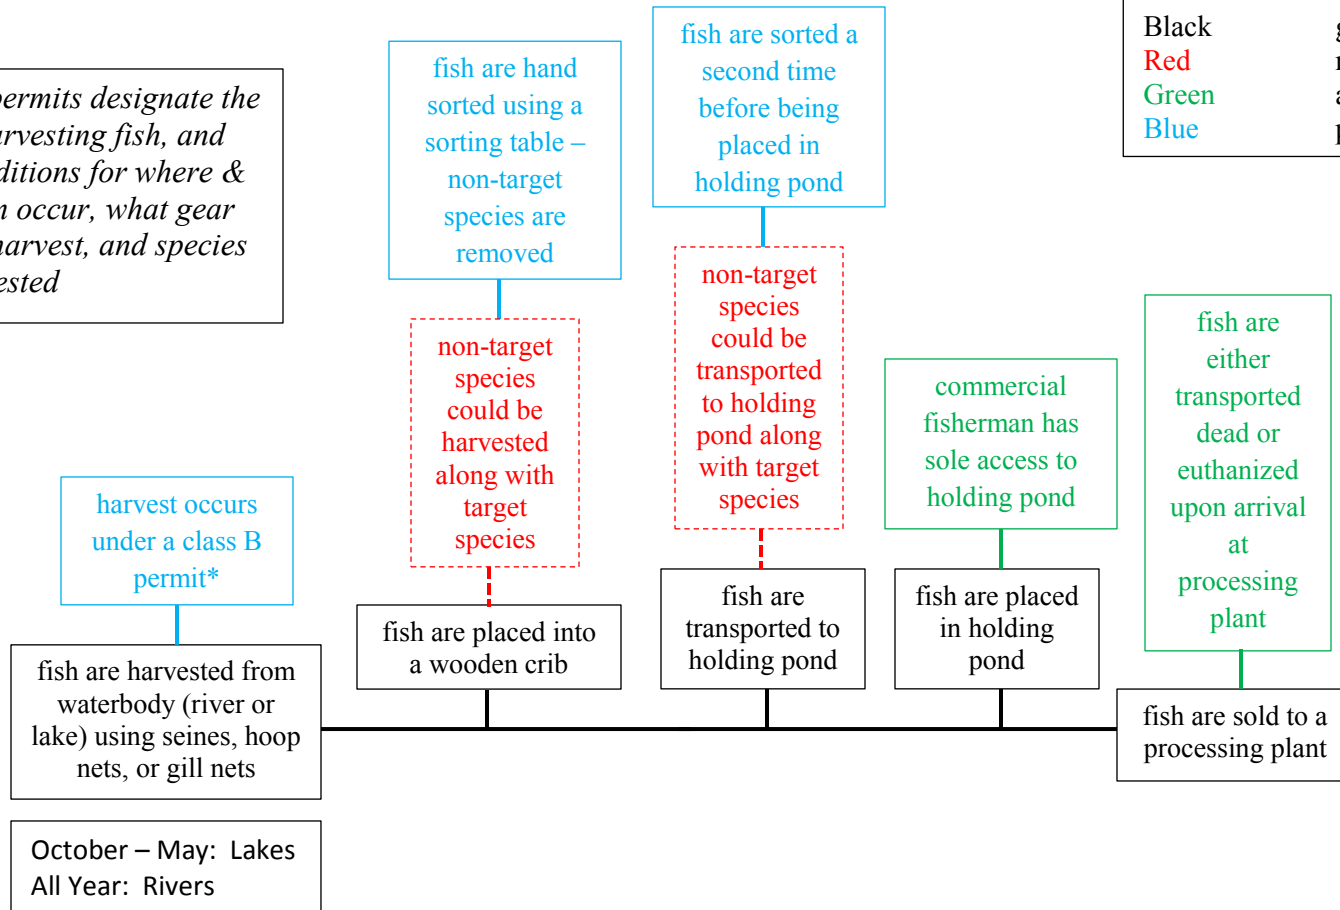 permits designate the
harvesting fish, and
conditions for where &
occur, what gear
harvest, and species
Black
Red
Green
Blue
fish are hand
sorted using a
sorting table –
non-target
species are
removed
fish are sorted a
second time
before being
placed in
holding pond
non-target
species
could be
harvested
along with
target
species
non-target
species
could be
transported
to holding
pond along
with target
species
commercial
fisherman has
sole access to
holding pond
fish are
either
transported
dead or
euthanized
upon arrival
at
processing
plant
harvest occurs
under a class B
permit*
fish are harvested from
waterbody (river or
lake) using seines, hoop
nets, or gill nets
fish are placed into
a wooden crib
fish are
transported to
holding pond
fish are placed
in holding
pond
fish are sold to a
processing plant
October – May:  Lakes
All Year:  Rivers